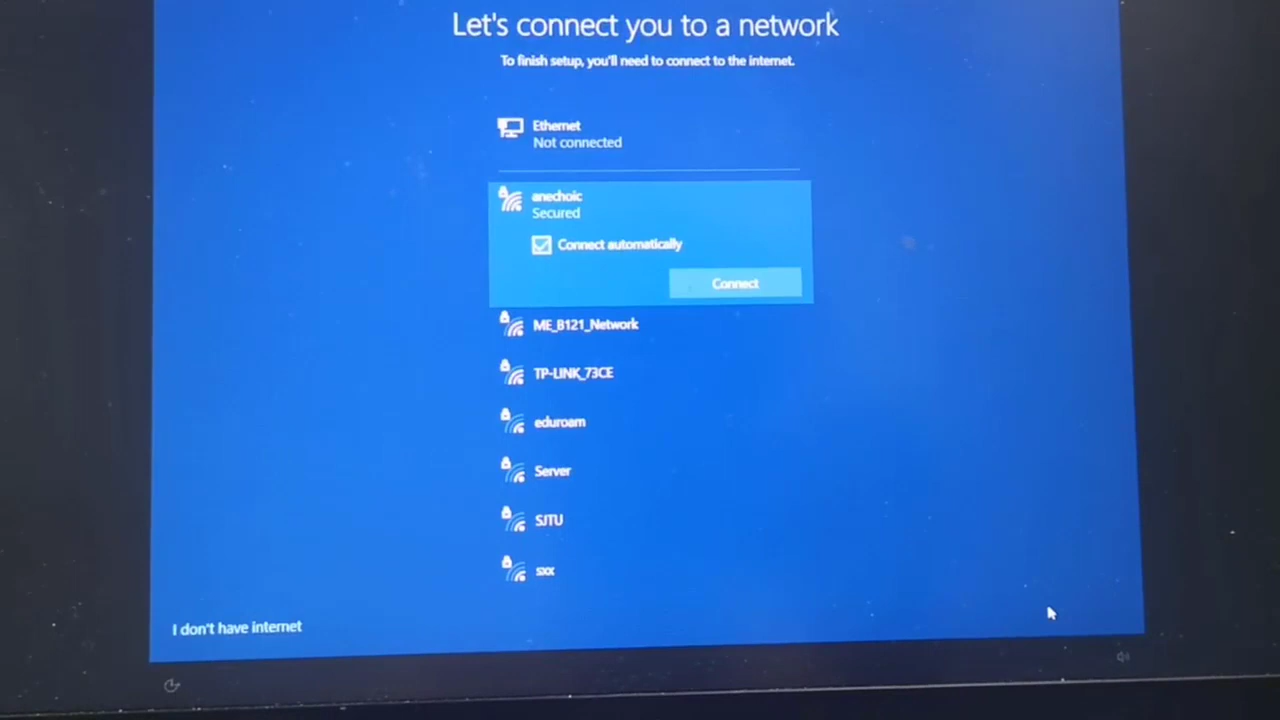 Let's connect you to a network
To finish setup, you'll need to connect to the internet.
Ethernet
Not connected
anechoic
Secured
Connect automatically
Connect
ME_B121_Network
TP-LINK_73CE
eduroam
Server
SJTU
sxx
I don't have internet